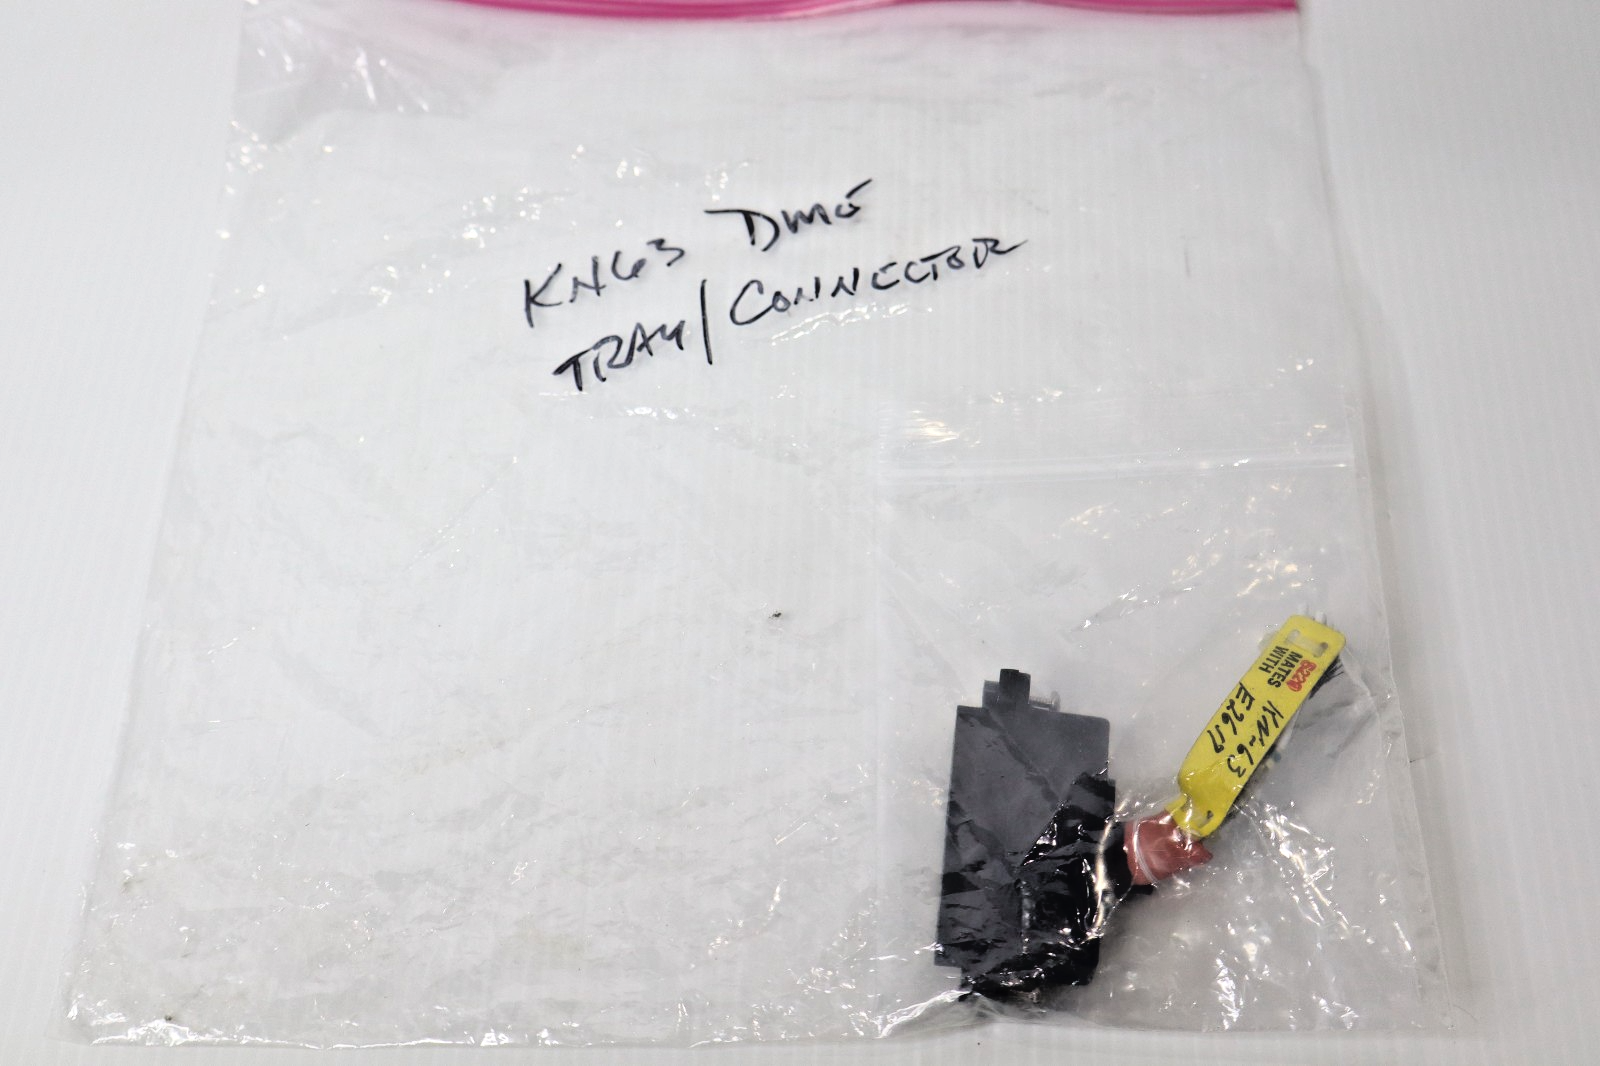 KN63 DME
TRAY/CONNECTOR
MATES
WITH
KN-63